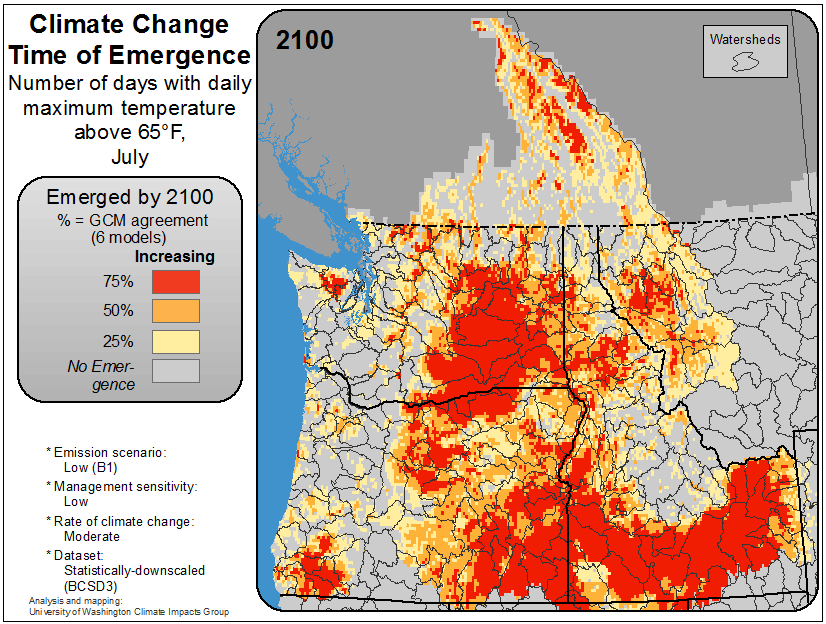 Climate Change
Time of Emergence
Number of days with daily
maximum temperature
above 65°F,
July
Emerged by 2100
% = GCM agreement
(6 models)
Increasing
75%
50%
25%
No Emer-
gence
* Emission scenario:
Low (B1)
* Management sensitivity:
Low
* Rate of climate change:
Moderate
* Dataset:
Statistically-downscaled
(BCSD3)
Analysis and mapping:
University of Washington Climate Impacts Group
2100
Watersheds